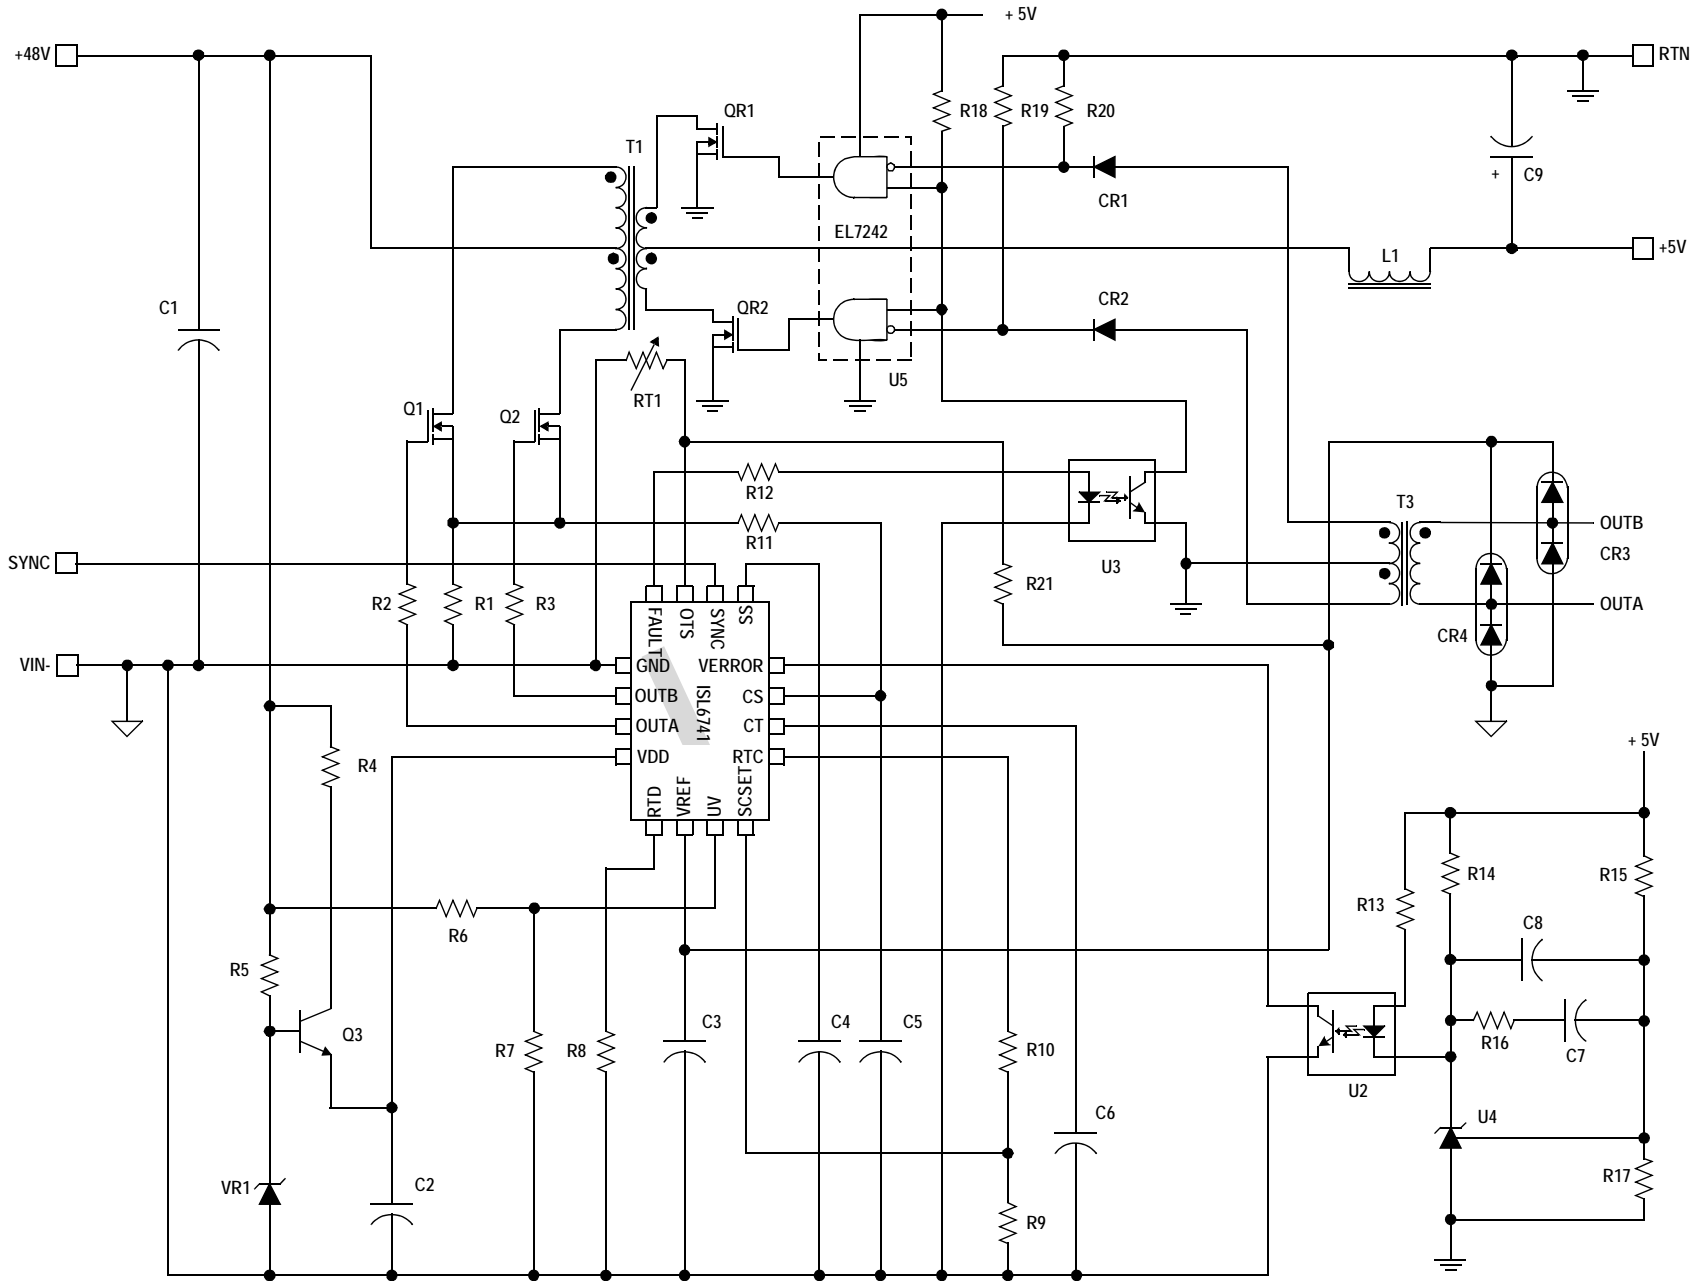 + 5V
+48V
RTN
QR1
R18
R19
R20
T1
C9
+
CR1
EL7242
L1
+5V
C1
QR2
CR2
U5
RT1
Q1
Q2
R12
T3
OUTB
R11
CR3
SYNC
U3
R21
R2
R1
R3
OUTA
FAULT
OTS
SYNC
SS
CR4
VIN-
GND
VERROR
OUTB
CS
ISL6741
OUTA
CT
+ 5V
VDD
RTC
R4
RTD
VREF
UV
SCSET
R14
R15
R13
R6
C8
R5
Q3
C3
C4
C5
R7
R8
R10
R16
C7
U2
C6
U4
VR1
C2
R17
R9